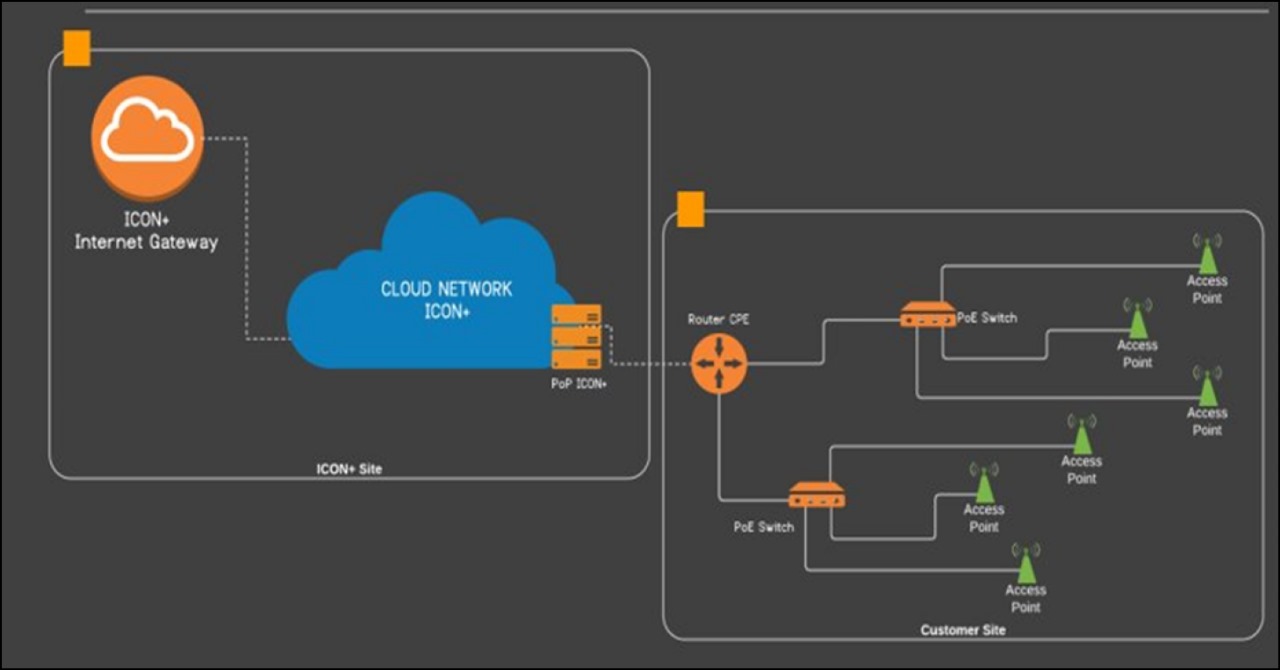 ICON+
Internet Gateway
CLOUD NETWORK
ICON+
PoP ICON+
ICON+ Site
Router CPE
PoE Switch
Access
Point
Access
Point
Access
Point
PoE Switch
Access
Point
Access
Point
Access
Point
Customer Site